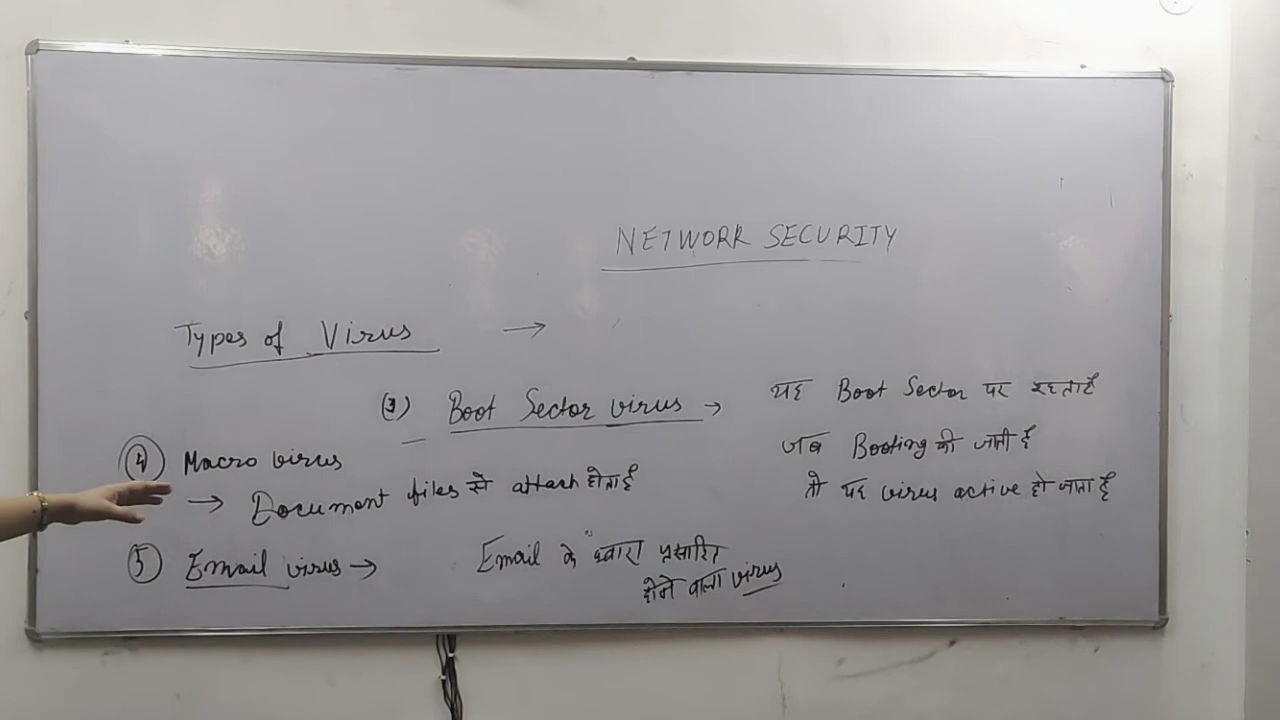 NETWORK SECURITY
Types of Virus →
(3) Boot Sector virus → यह Boot Sector पर रहता है
जब Booting की जाती है
तो यह virus active हो जाता है
④ Macro virus
→ Document files से attach होता है
⑤ Email virus → Email के द्वारा प्रसारित
होने वाला virus